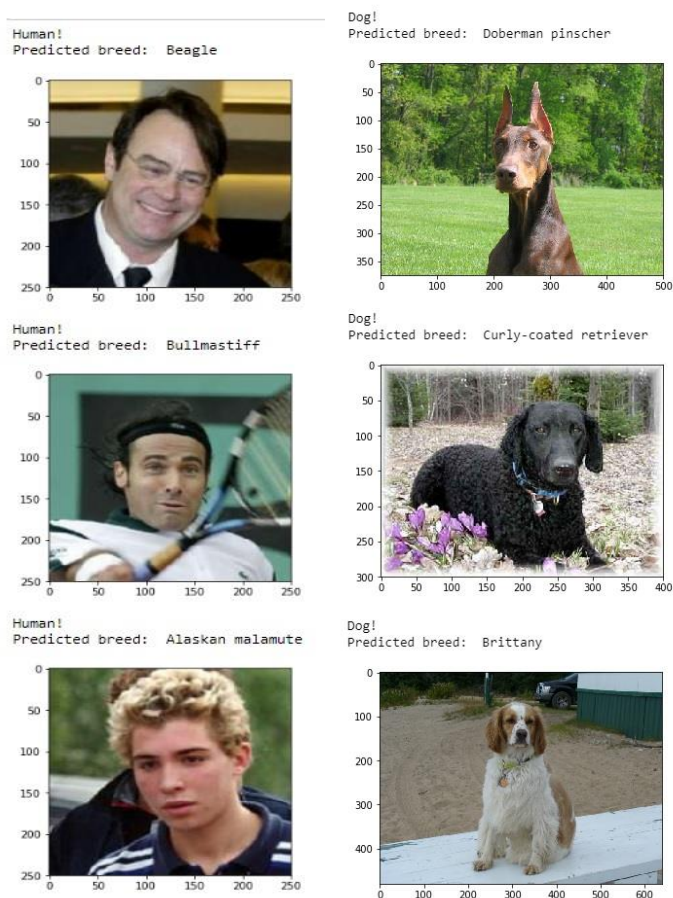 Human!
Predicted breed:  Beagle
0
50
100
150
200
250
0 50 100 150 200 250
Human!
Predicted breed:  Bullmastiff
0
50
100
150
200
250
0 50 100 150 200 250
Human!
Predicted breed:  Alaskan malamute
0
50
100
150
200
250
0 50 100 150 200 250
Dog!
Predicted breed:  Doberman pinscher
0
50
100
150
200
250
300
350
0 100 200 300 400 500
Dog!
Predicted breed:  Curly-coated retriever
0
50
100
150
200
250
300
0 50 100 150 200 250 300 350 400
Dog!
Predicted breed:  Brittany
0
100
200
300
400
0 100 200 300 400 500 600